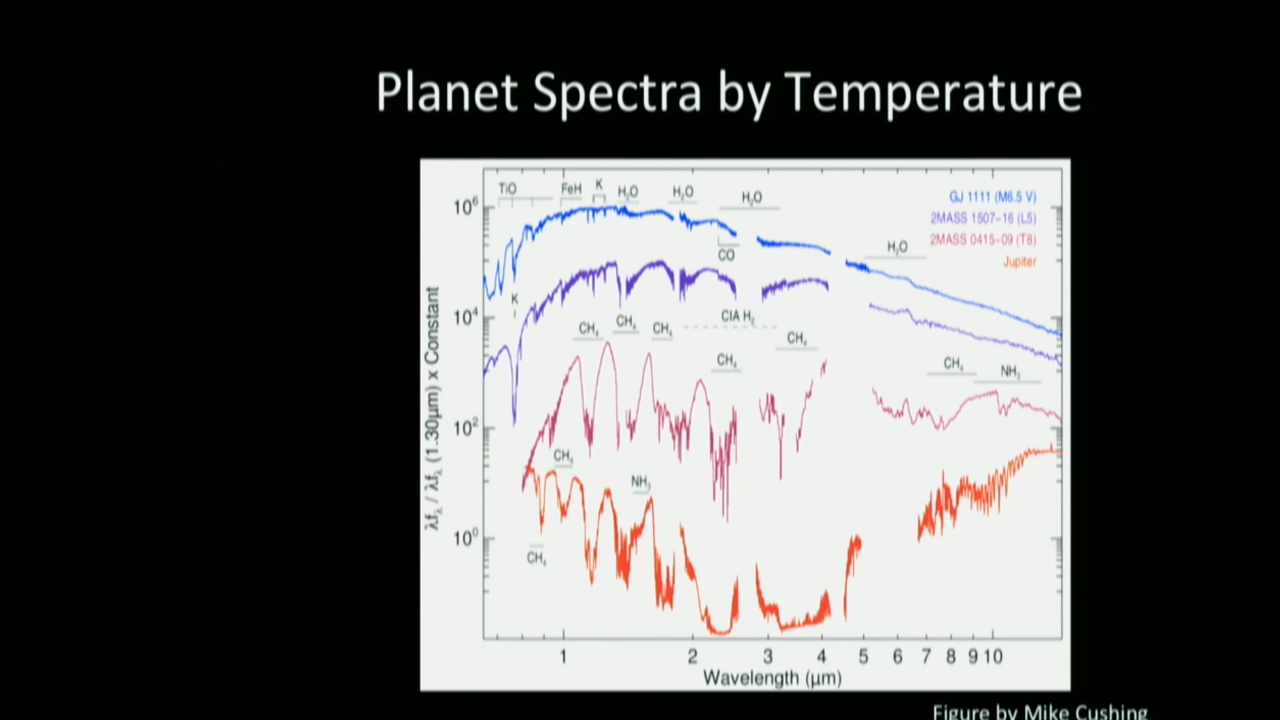 Planet Spectra by Temperature
TiO
FeH
K
H₂O
H₂O
H₂O
GJ 1111 (M6.5 V)
2MASS 1507-16 (L5)
2MASS 0415-09 (T8)
Jupiter
H₂O
CO
K
CH₄
CH₄
CH₄
CIA H₂
CH₄
CH₄
CH₄
NH₃
CH₄
NH₃
CH₄
10⁶
10⁴
10²
10⁰
λf_λ / λf_λ (1.30μm) x Constant
1 2 3 4 5 6 7 8 9 10
Wavelength (μm)
Figure by Mike Cushing